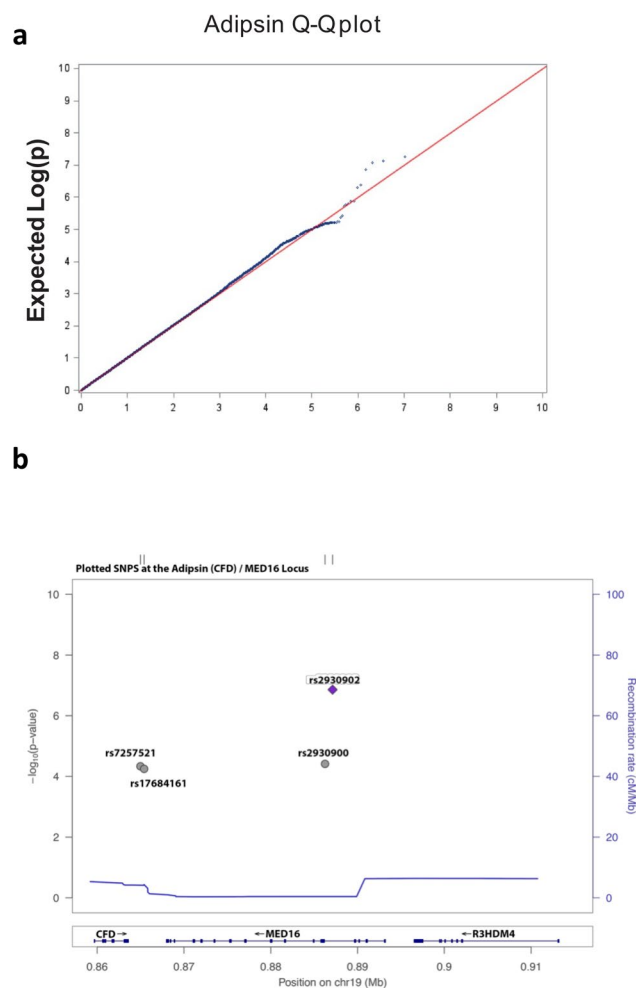 a
Adipsin Q-Q plot
Expected Log(p)
10
9
8
7
6
5
4
3
2
1
0
0 1 2 3 4 5 6 7 8 9 10
b
Plotted SNPS at the Adipsin (CFD) / MED16 Locus
10
8
6
4
2
0
−log10(p−value)
100
80
60
40
20
0
Recombination rate (cM/Mb)
rs2930902
rs7257521
rs2930900
rs17684161
CFD→ ←MED16 ←R3HDM4
0.86 0.87 0.88 0.89 0.9 0.91
Position on chr19 (Mb)